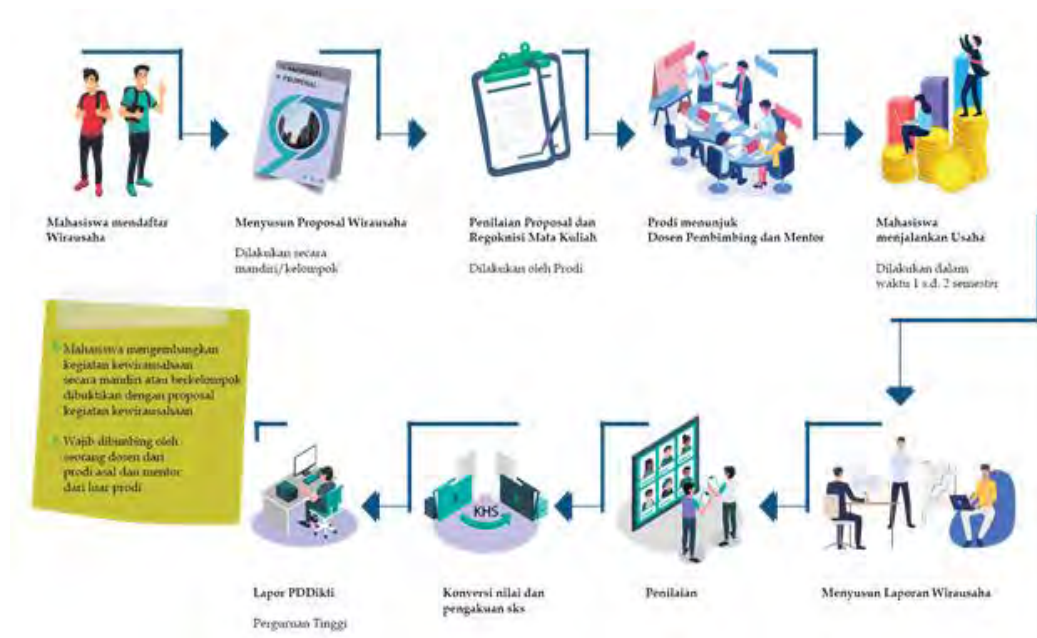 PROPOSAL
Mahasiswa mendaftar
Wirausaha
Menyusun Proposal Wirausaha
Dilakukan secara
mandiri/kelompok
Penilaian Proposal dan
Regoknisi Mata Kuliah
Dilakukan oleh Prodi
Prodi menunjuk
Dosen Pembimbing dan Mentor
Mahasiswa
menjalankan Usaha
Dilakukan dalam
waktu 1 s.d. 2 semester
Mahasiswa mengembangkan
kegiatan kewirausahaan
secara mandiri atau berkelompok
dibuktikan dengan proposal
kegiatan kewirausahaan
Wajib dibimbing oleh
seorang dosen dari
prodi asal dan mentor
dari luar prodi
Menyusun Laporan Wirausaha
Penilaian
KHS
Konversi nilai dan
pengakuan sks
Lapor PDDikti
Perguruan Tinggi